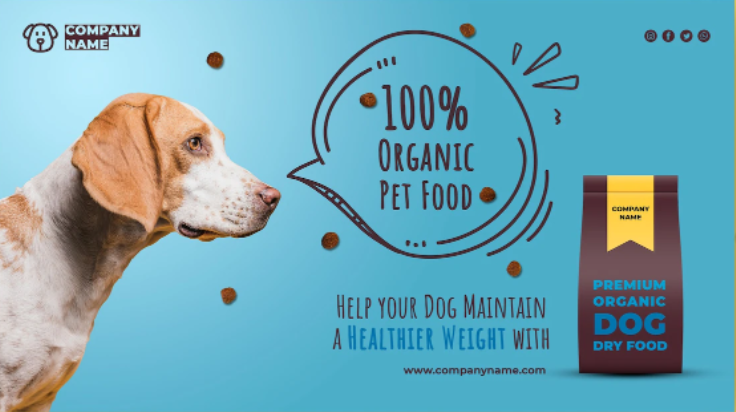 COMPANY
NAME
100%
ORGANIC
PET FOOD
HELP YOUR DOG MAINTAIN
A HEALTHIER WEIGHT WITH
www.companyname.com
COMPANY
NAME
PREMIUM
ORGANIC
DOG
DRY FOOD